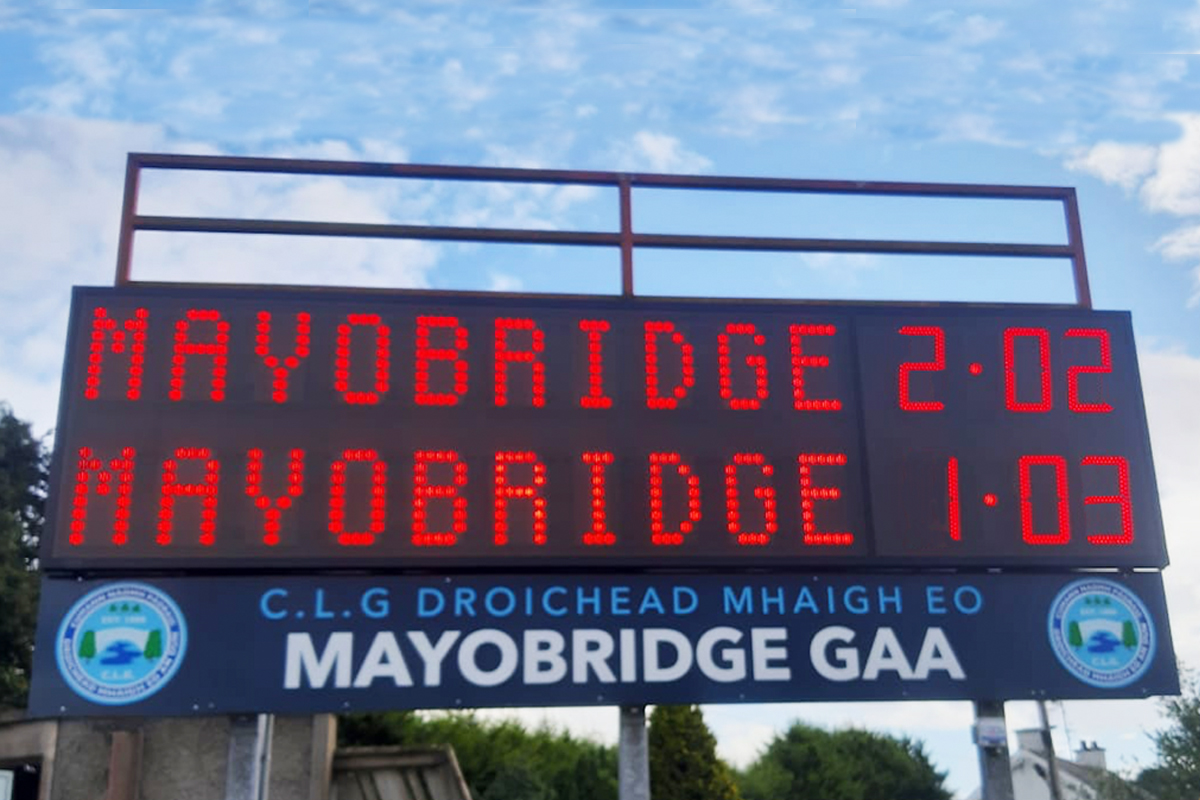 MAYOBRIDGE 2·02
MAYOBRIDGE 1·03
C.L.G DROICHEAD MHAIGH EO
MAYOBRIDGE GAA
C.L.G.
C.L.G.